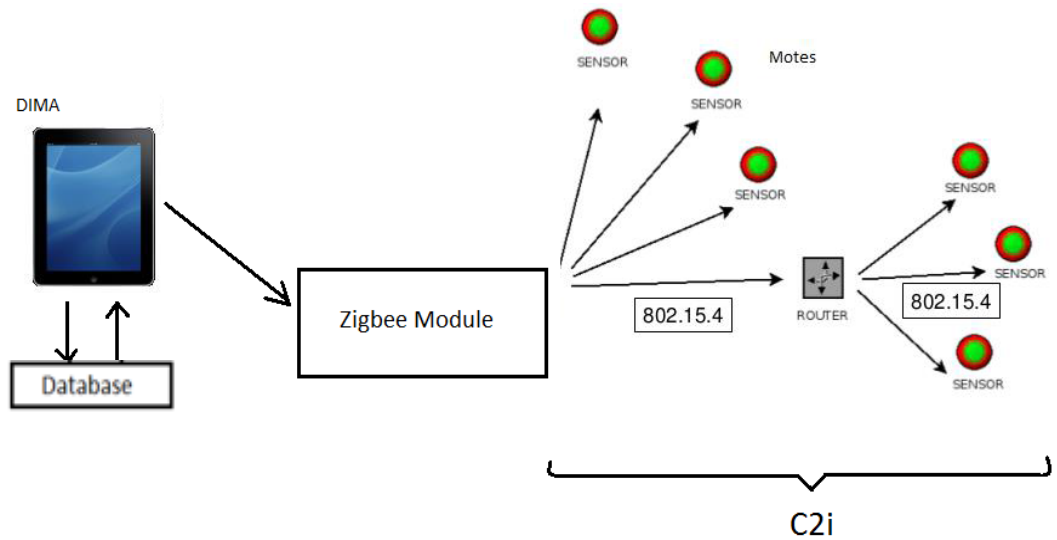 SENSOR
SENSOR
Motes
DIMA
SENSOR
SENSOR
SENSOR
Zigbee Module
802.15.4
ROUTER
802.15.4
Database
SENSOR
C2i